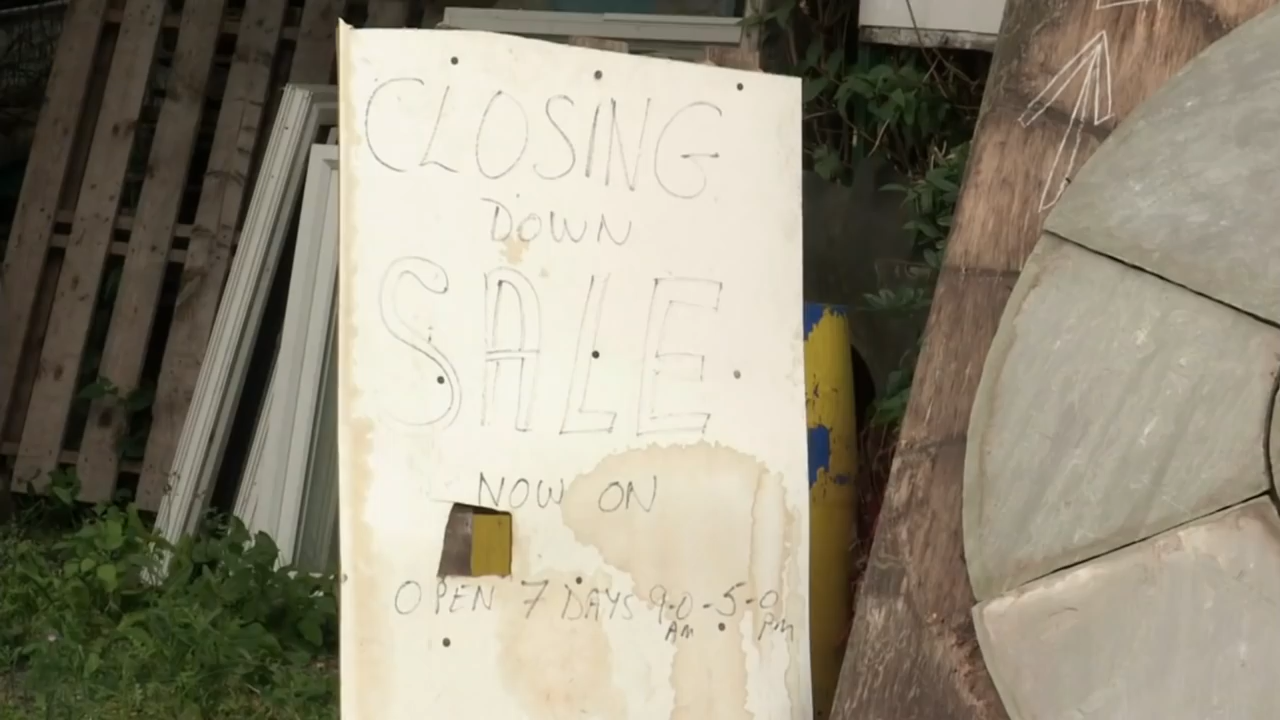 CLOSING
DOWN
SALE
NOW ON
OPEN 7 DAYS 9-0 - 5-0
AM PM